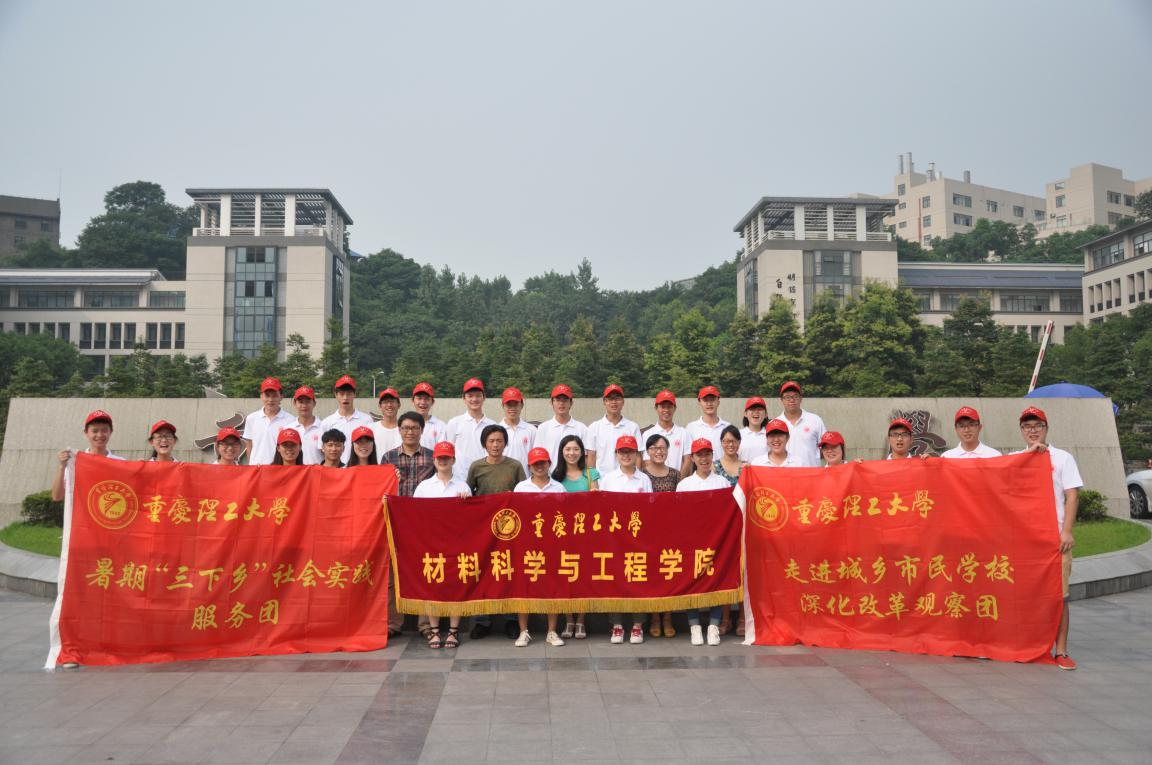 重慶理工大學
暑期“三下乡”社会实践
服务团
重慶理工大學
材料科学与工程学院
重慶理工大學
走进城乡市民学校
深化改革观察团